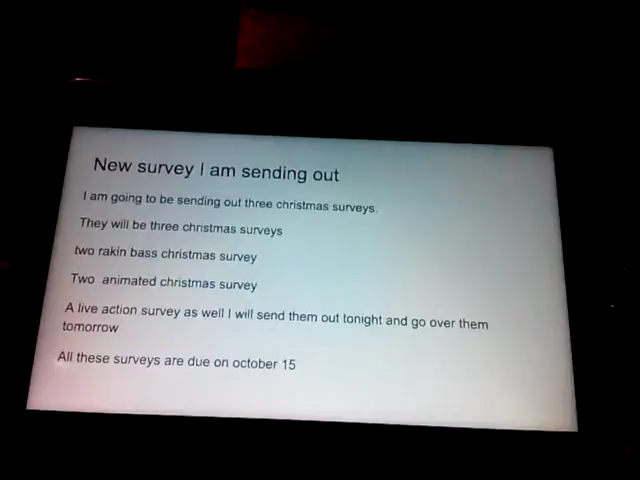 New survey I am sending out
I am going to be sending out three christmas surveys.
They will be three christmas surveys
two rakin bass christmas survey
Two  animated christmas survey
A live action survey as well I will send them out tonight and go over them
tomorrow
All these surveys are due on october 15